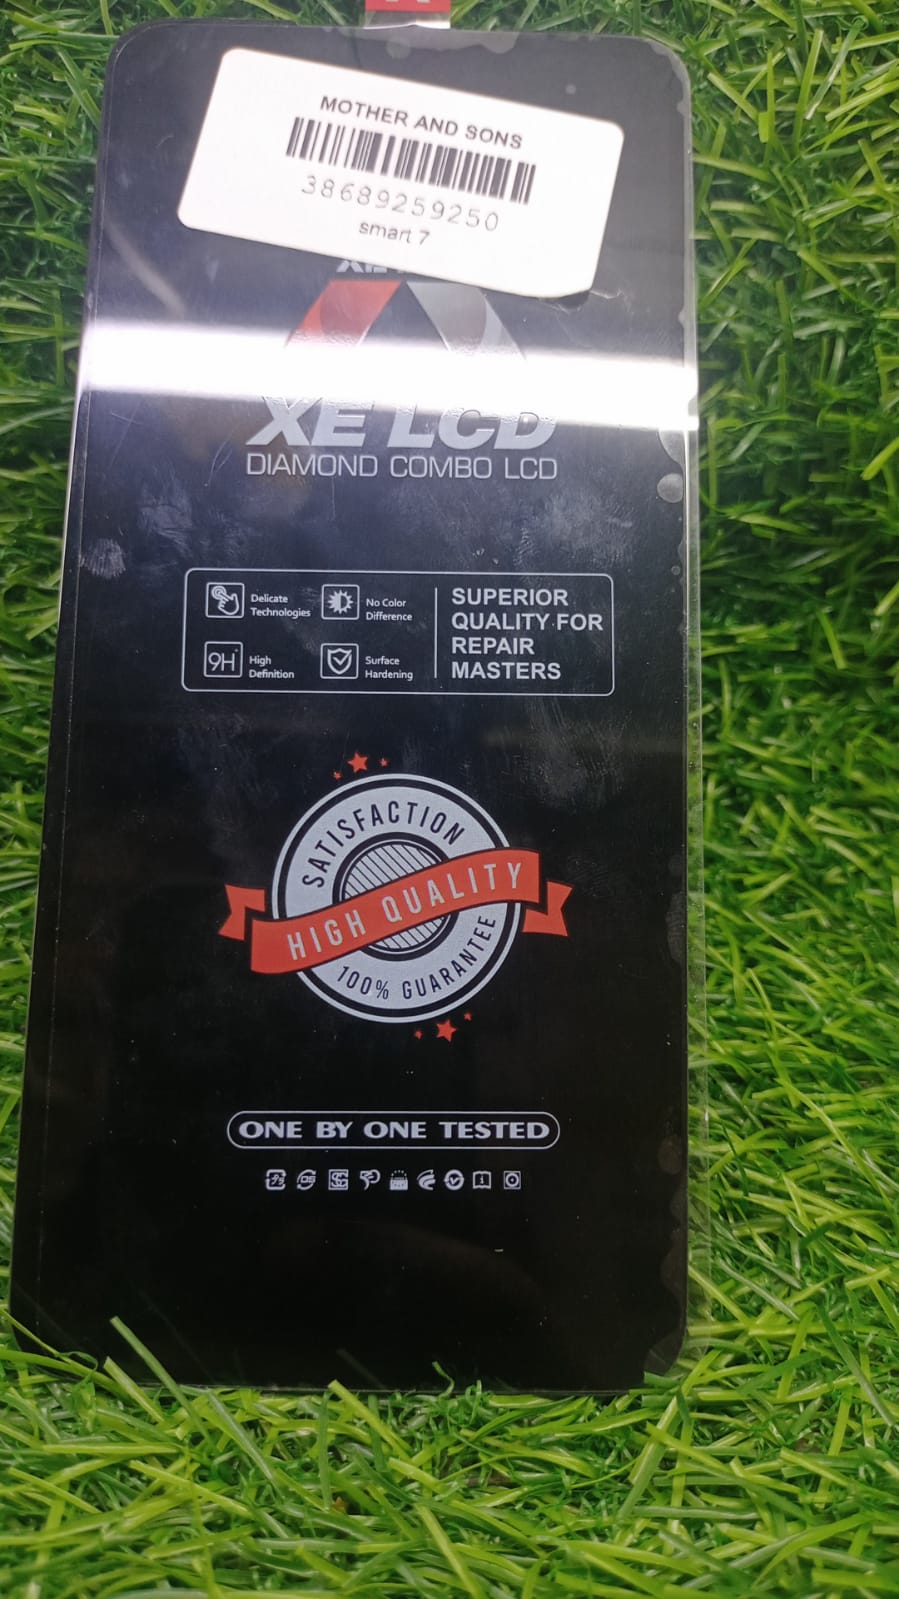 MOTHER AND SONS
38689259250
smart 7
XE LCD
DIAMOND COMBO LCD
Delicate
Technologies
No Color
Difference
9H
High
Definition
Surface
Hardening
SUPERIOR
QUALITY FOR
REPAIR
MASTERS
SATISFACTION
HIGH QUALITY
100% GUARANTEE
ONE BY ONE TESTED